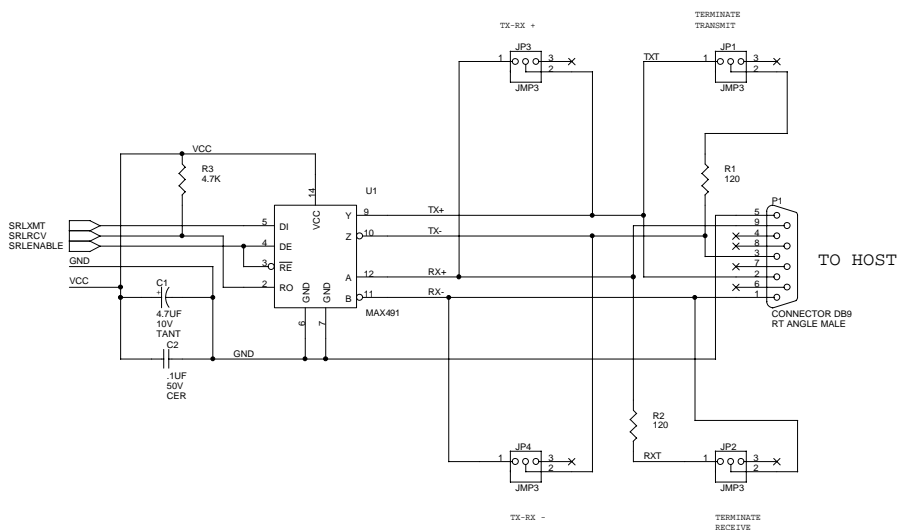 TERMINATE
TRANSMIT
TX-RX +
JP3
1
3
2
JMP3
TXT
JP1
1
3
2
JMP3
VCC
R3
4.7K
R1
120
U1
14
VCC
P1
SRLXMT
SRLRCV
SRLENABLE
5
DI
4
DE
3
RE
2
RO
Y
9
TX+
Z
10
TX-
A
12
RX+
B
11
RX-
GND
6
GND
7
MAX491
GND
VCC
C1
+
4.7UF
10V
TANT
C2
.1UF
50V
CER
GND
5
9
4
8
3
7
2
6
1
TO HOST
CONNECTOR DB9
RT ANGLE MALE
R2
120
JP4
1
3
2
JMP3
RXT
JP2
1
3
2
JMP3
TX-RX -
TERMINATE
RECEIVE